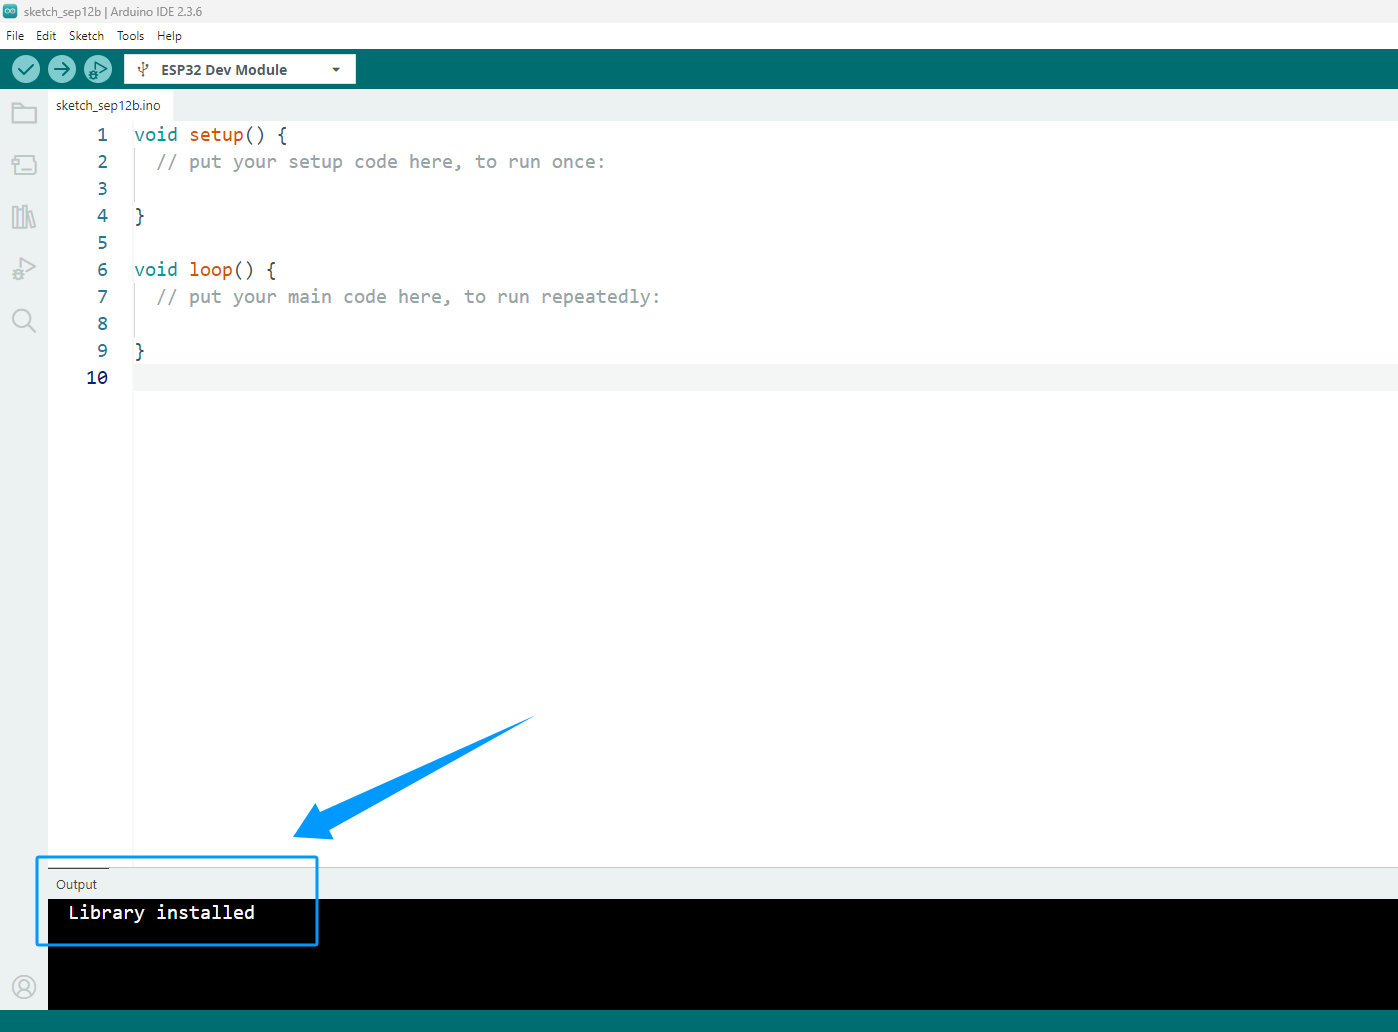 sketch_sep12b | Arduino IDE 2.3.6
File Edit Sketch Tools Help
ESP32 Dev Module
sketch_sep12b.ino
1 void setup() {
2 // put your setup code here, to run once:
3
4 }
5
6 void loop() {
7 // put your main code here, to run repeatedly:
8
9 }
10
Output
Library installed